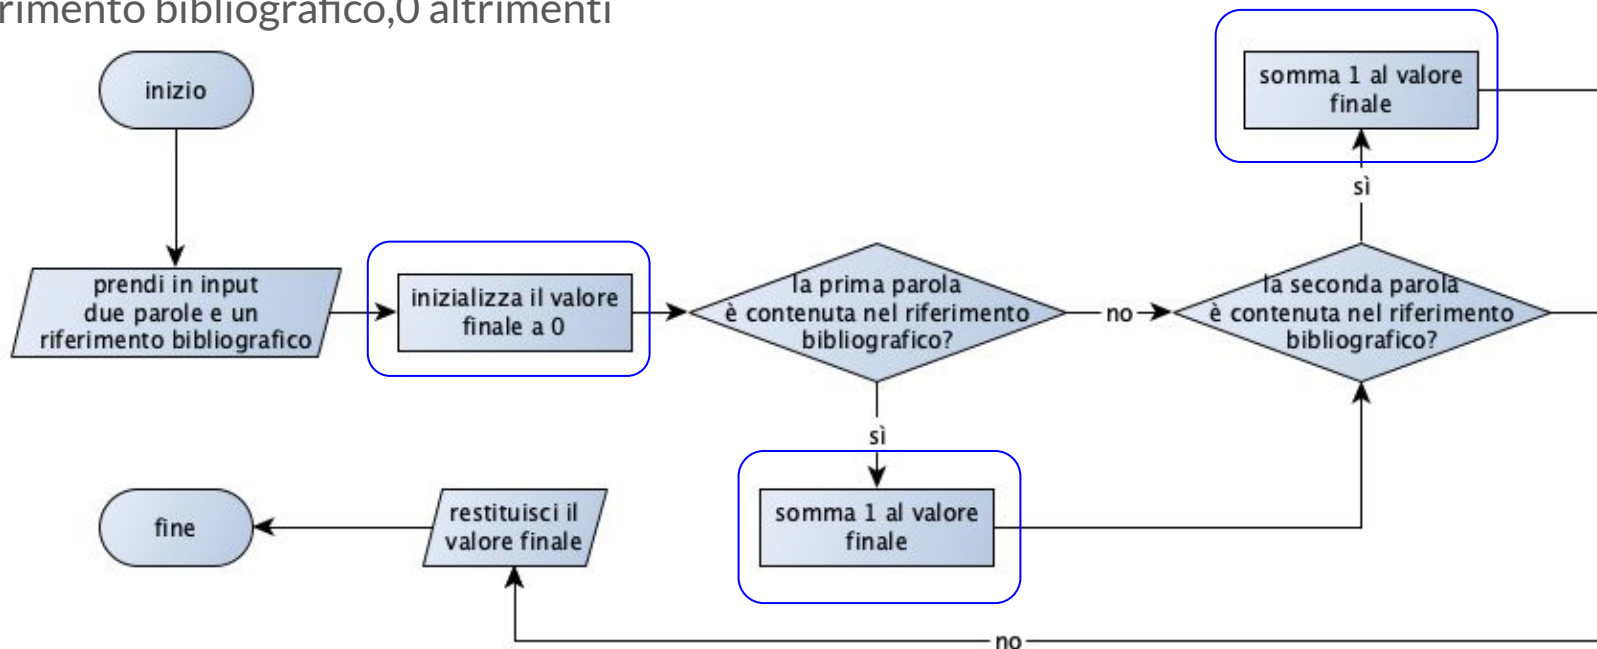 rimento bibliografico,0 altrimenti
inizio
somma 1 al valore
finale
sì
prendi in input
due parole e un
riferimento bibliografico
inizializza il valore
finale a 0
la prima parola
è contenuta nel riferimento
bibliografico?
no
la seconda parola
è contenuta nel riferimento
bibliografico?
sì
fine
restituisci il
valore finale
somma 1 al valore
finale
no